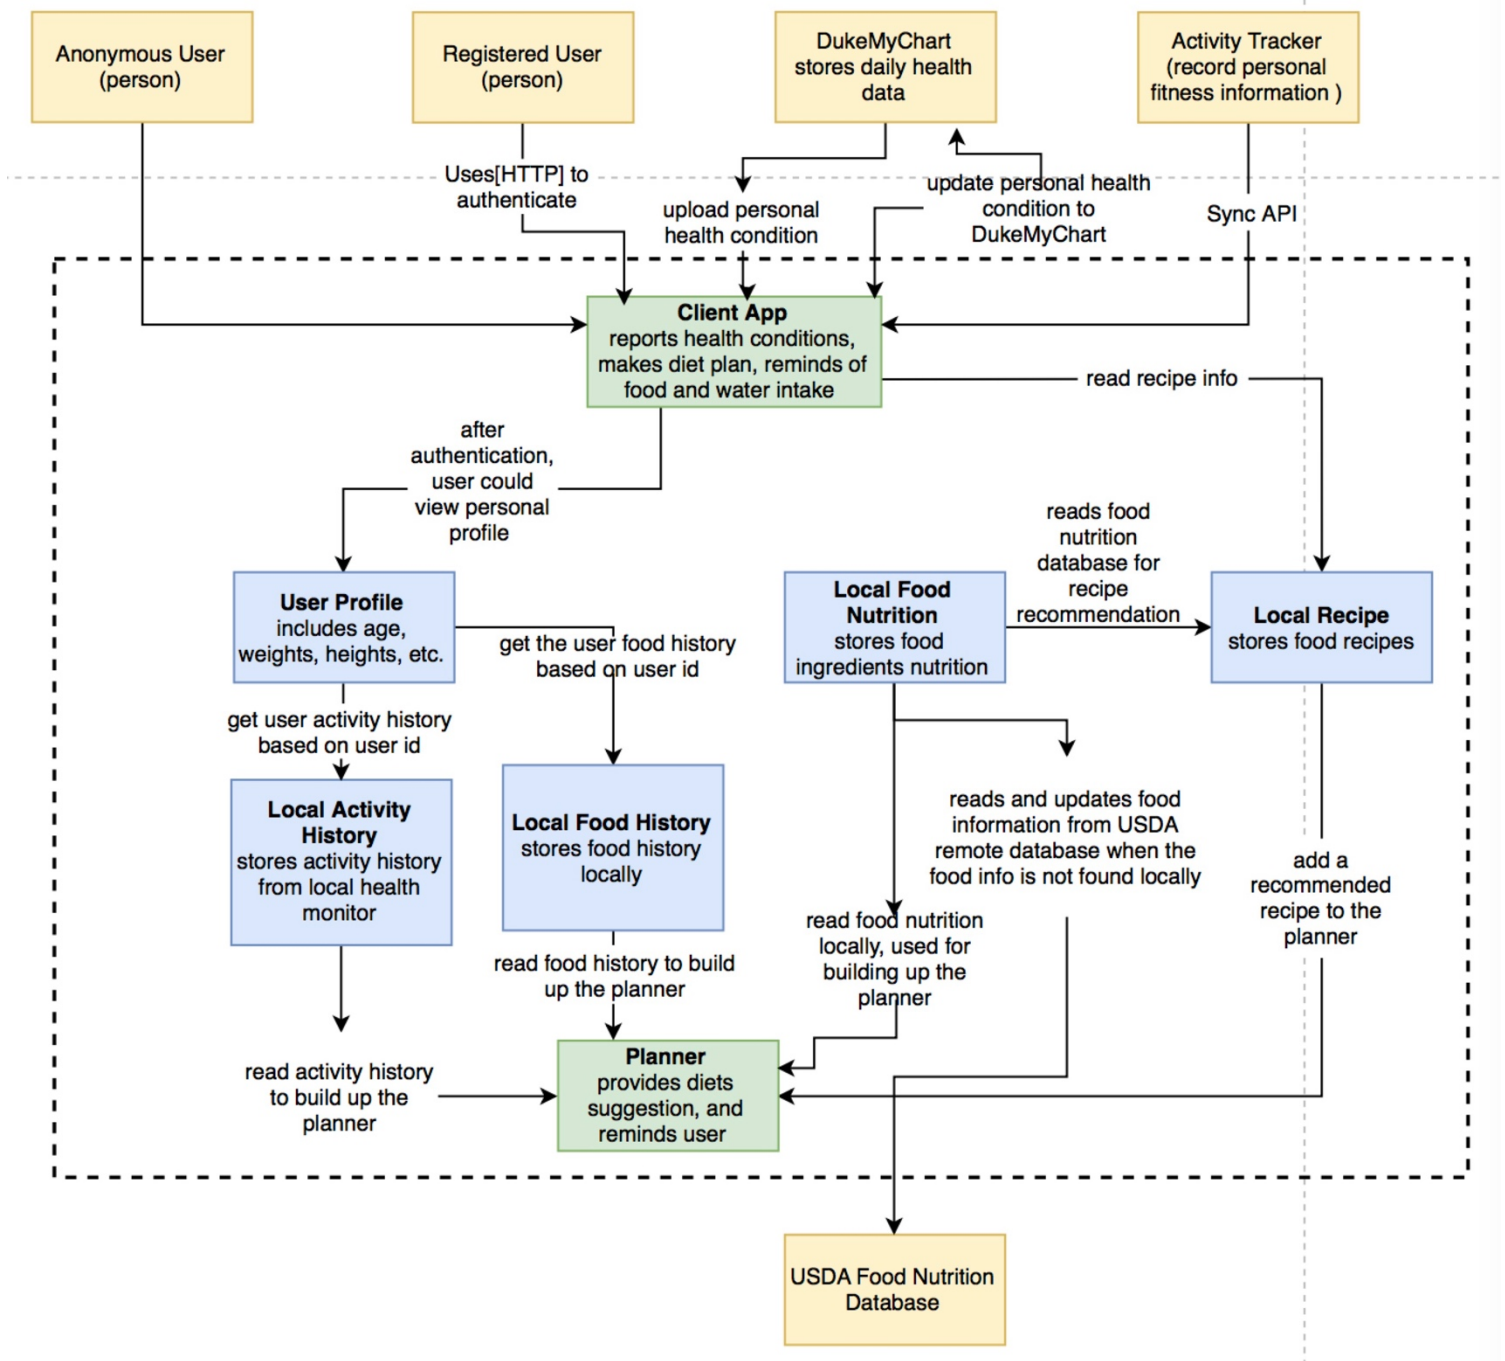 Anonymous User
(person)
Registered User
(person)
DukeMyChart
stores daily health
data
Activity Tracker
(record personal
fitness information )
Uses[HTTP] to
authenticate
upload personal
health condition
update personal health
condition to
DukeMyChart
Sync API
Client App
reports health conditions,
makes diet plan, reminds of
food and water intake
read recipe info
after
authentication,
user could
view personal
profile
reads food
nutrition
database for
recipe
recommendation
User Profile
includes age,
weights, heights, etc.
get the user food history
based on user id
Local Food
Nutrition
stores food
ingredients nutrition
Local Recipe
stores food recipes
get user activity history
based on user id
Local Activity
History
stores activity history
from local health
monitor
Local Food History
stores food history
locally
reads and updates food
information from USDA
remote database when the
food info is not found locally
add a
recommended
recipe to the
planner
read food history to build
up the planner
read food nutrition
locally, used for
building up the
planner
read activity history
to build up the
planner
Planner
provides diets
suggestion, and
reminds user
USDA Food Nutrition
Database